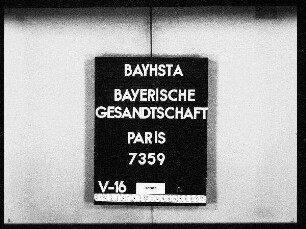 BAYHSTA
BAYERISCHE
GESANDTSCHAFT
PARIS
7359
V-16